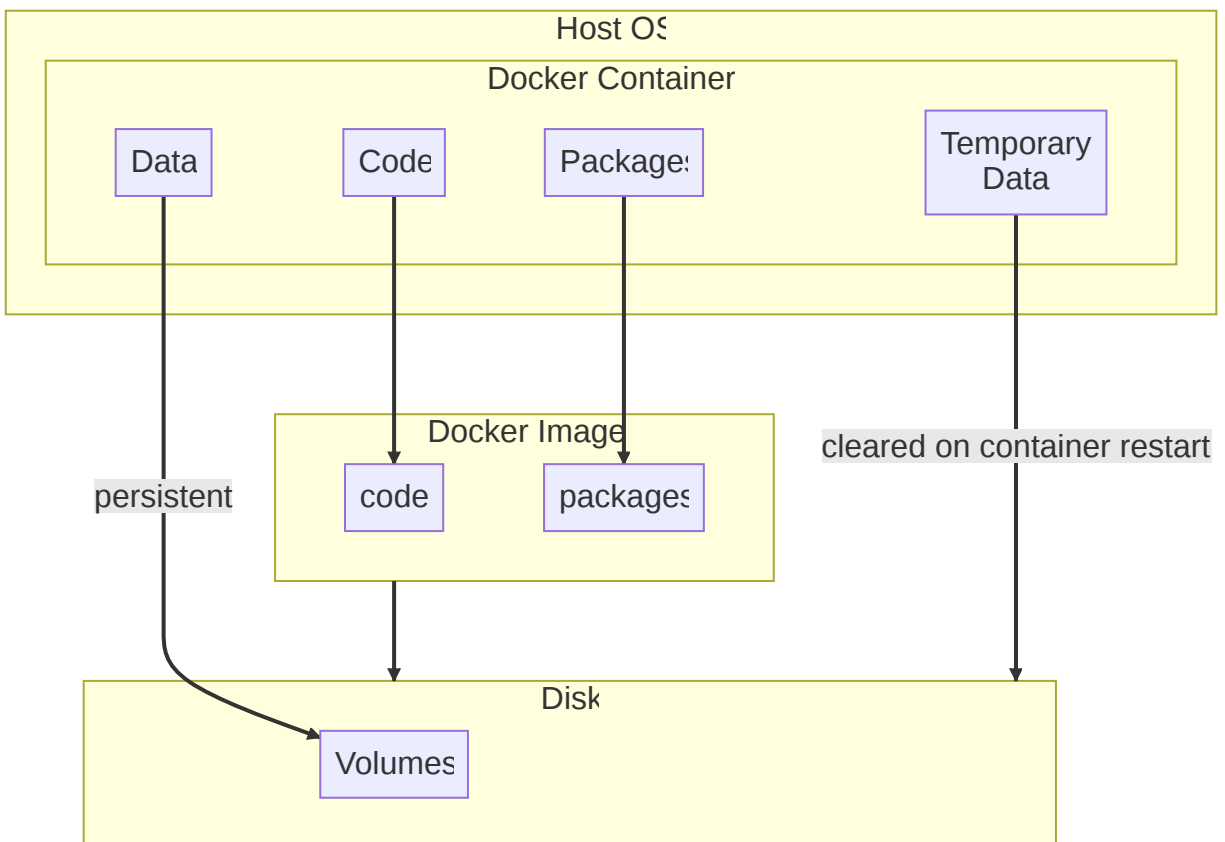 Host OS
Docker Container
Data
Code
Packages
Temporary
Data
Docker Image
cleared on container restart
persistent
code
packages
Disk
Volumes